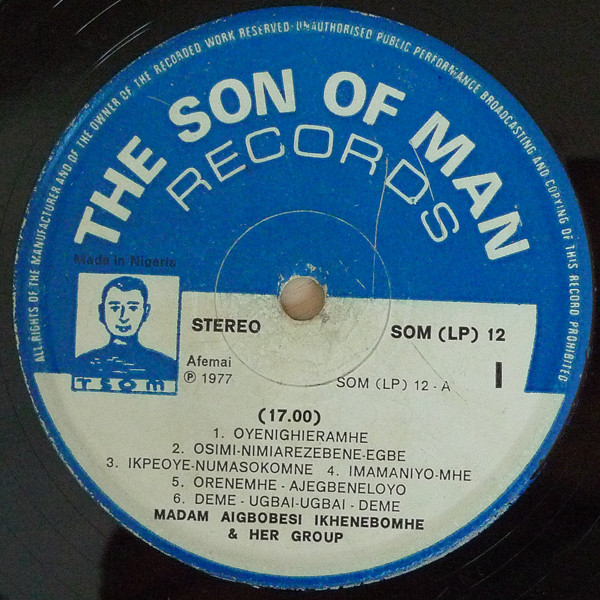 ALL RIGHTS OF THE MANUFACTURER AND OF THE OWNER OF THE RECORDED WORK RESERVED-UNAUTHORISED PUBLIC PERFORMANCE BROADCASTING AND COPYING OF THIS RECORD PROHIBITED
THE SON OF MAN
RECORDS
Made in Nigeria
TSOM
STEREO
SOM (LP) 12
Afemai
℗ 1977
SOM (LP) 12 - A
I
(17.00)
1. OYENIGHIERAMHE
2. OSIMI-NIMIAREZEBENE-EGBE
3. IKPEOYE-NUMASOKOMNE 4. IMAMANIYO-MHE
5. ORENEMHE - AJEGBENELOYO
6. DEME - UGBAI-UGBAI - DEME
MADAM AIGBOBESI IKHENEBOMHE
& HER GROUP